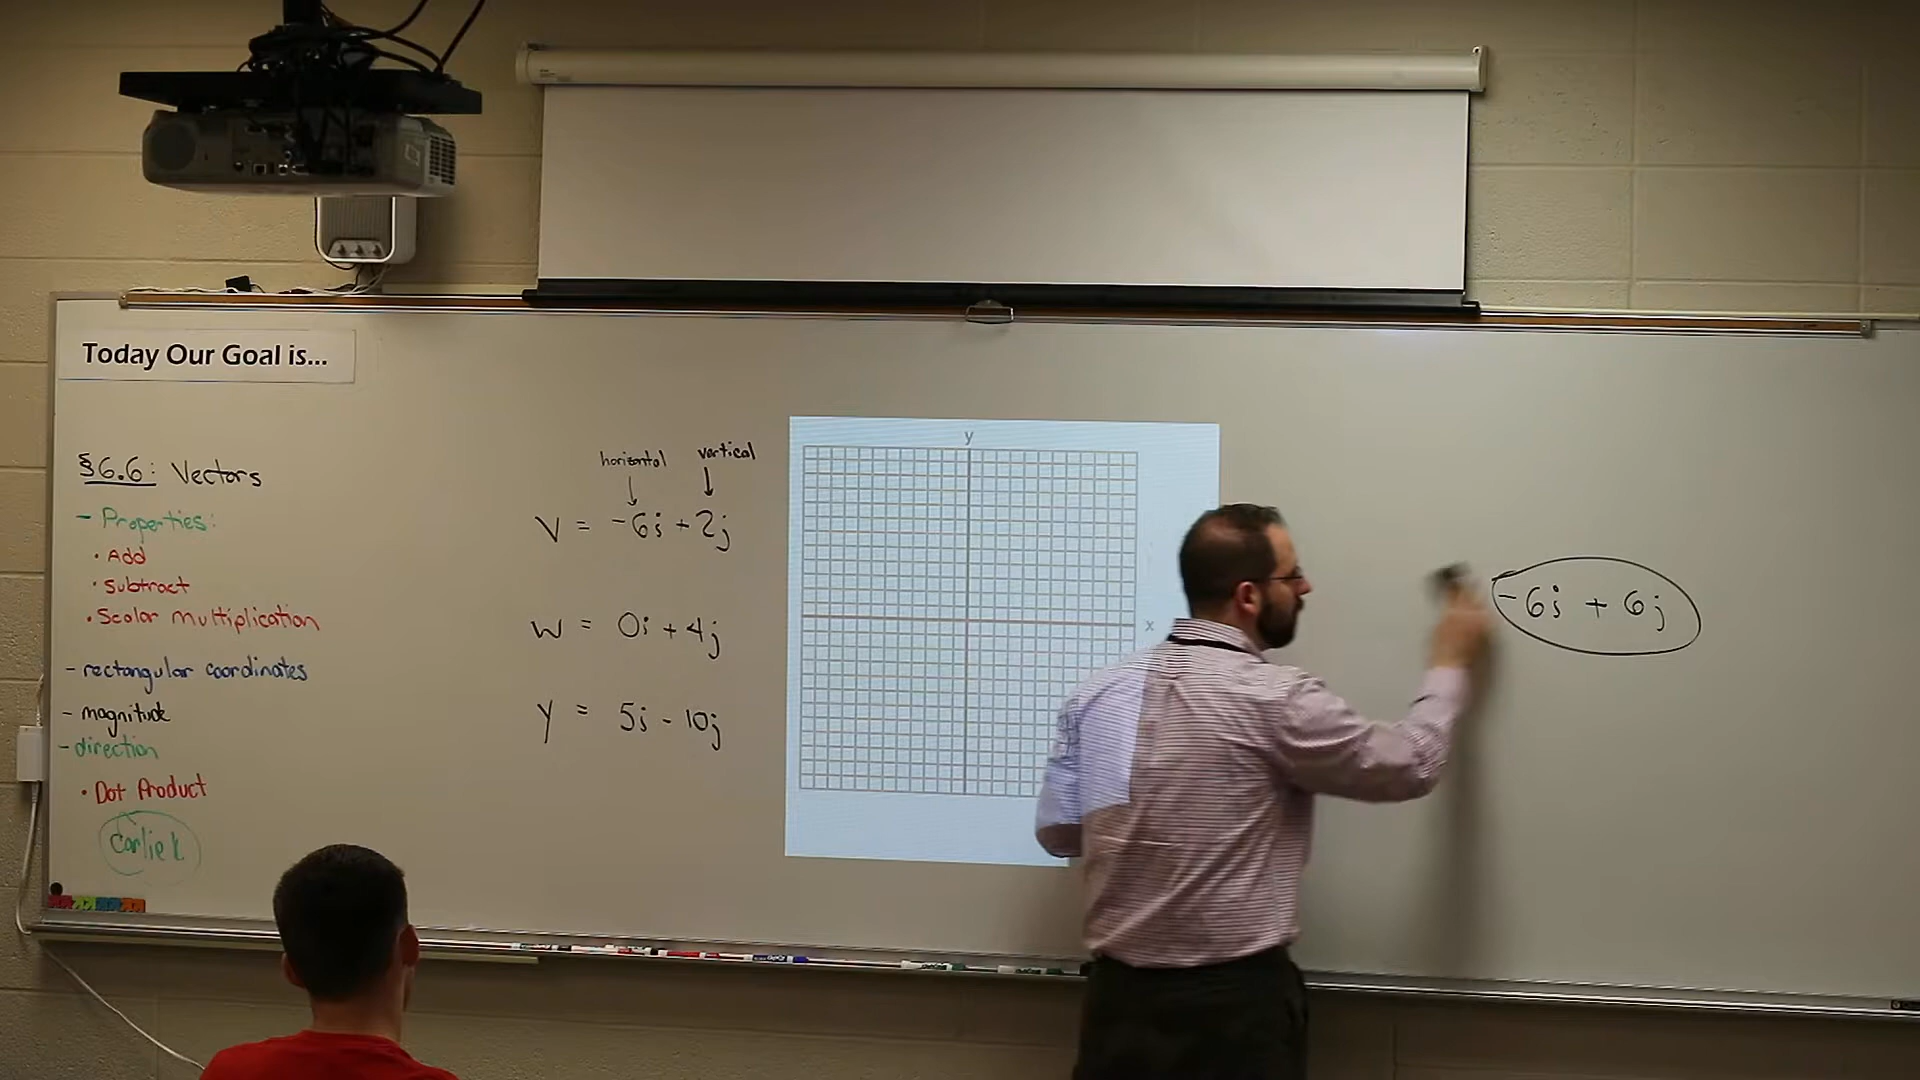 Today Our Goal is...
§6.6: Vectors
- Properties:
• Add
• Subtract
• Scalar multiplication
- rectangular coordinates
- magnitude
- direction
• Dot Product
horizontal vertical
V = -6i + 2j
W = 0i + 4j
Y = 5i - 10j
y
x
-6i + 6j